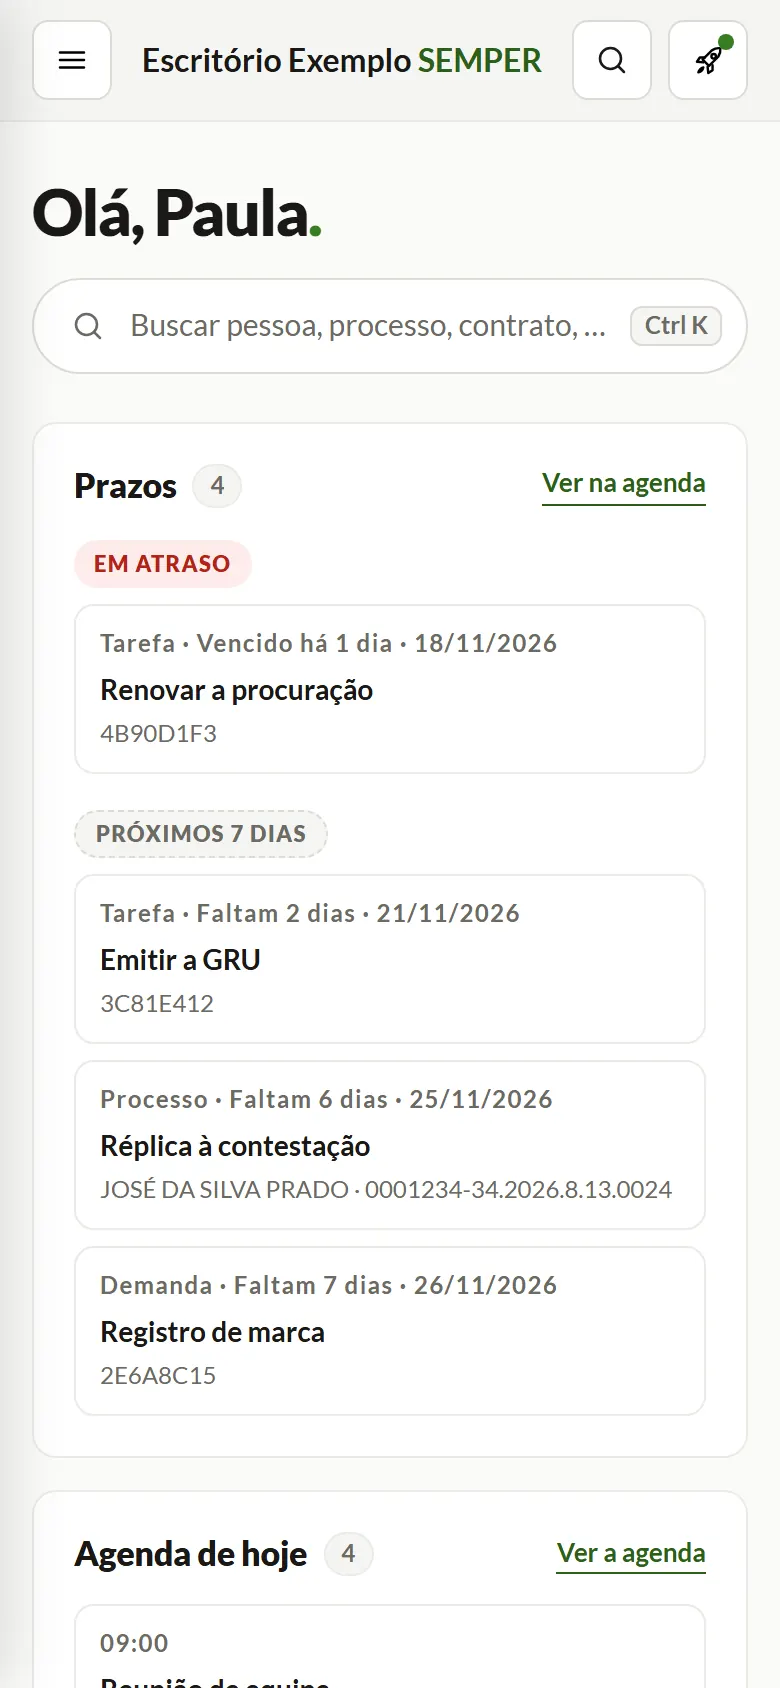 Escritório Exemplo SEMPER
Olá, Paula.
Buscar pessoa, processo, contrato, ... Ctrl K
Prazos 4 Ver na agenda
EM ATRASO
Tarefa · Vencido há 1 dia · 18/11/2026
Renovar a procuração
4B90D1F3
PRÓXIMOS 7 DIAS
Tarefa · Faltam 2 dias · 21/11/2026
Emitir a GRU
3C81E412
Processo · Faltam 6 dias · 25/11/2026
Réplica à contestação
JOSÉ DA SILVA PRADO · 0001234-34.2026.8.13.0024
Demanda · Faltam 7 dias · 26/11/2026
Registro de marca
2E6A8C15
Agenda de hoje 4 Ver a agenda
09:00
Reunião de equipe